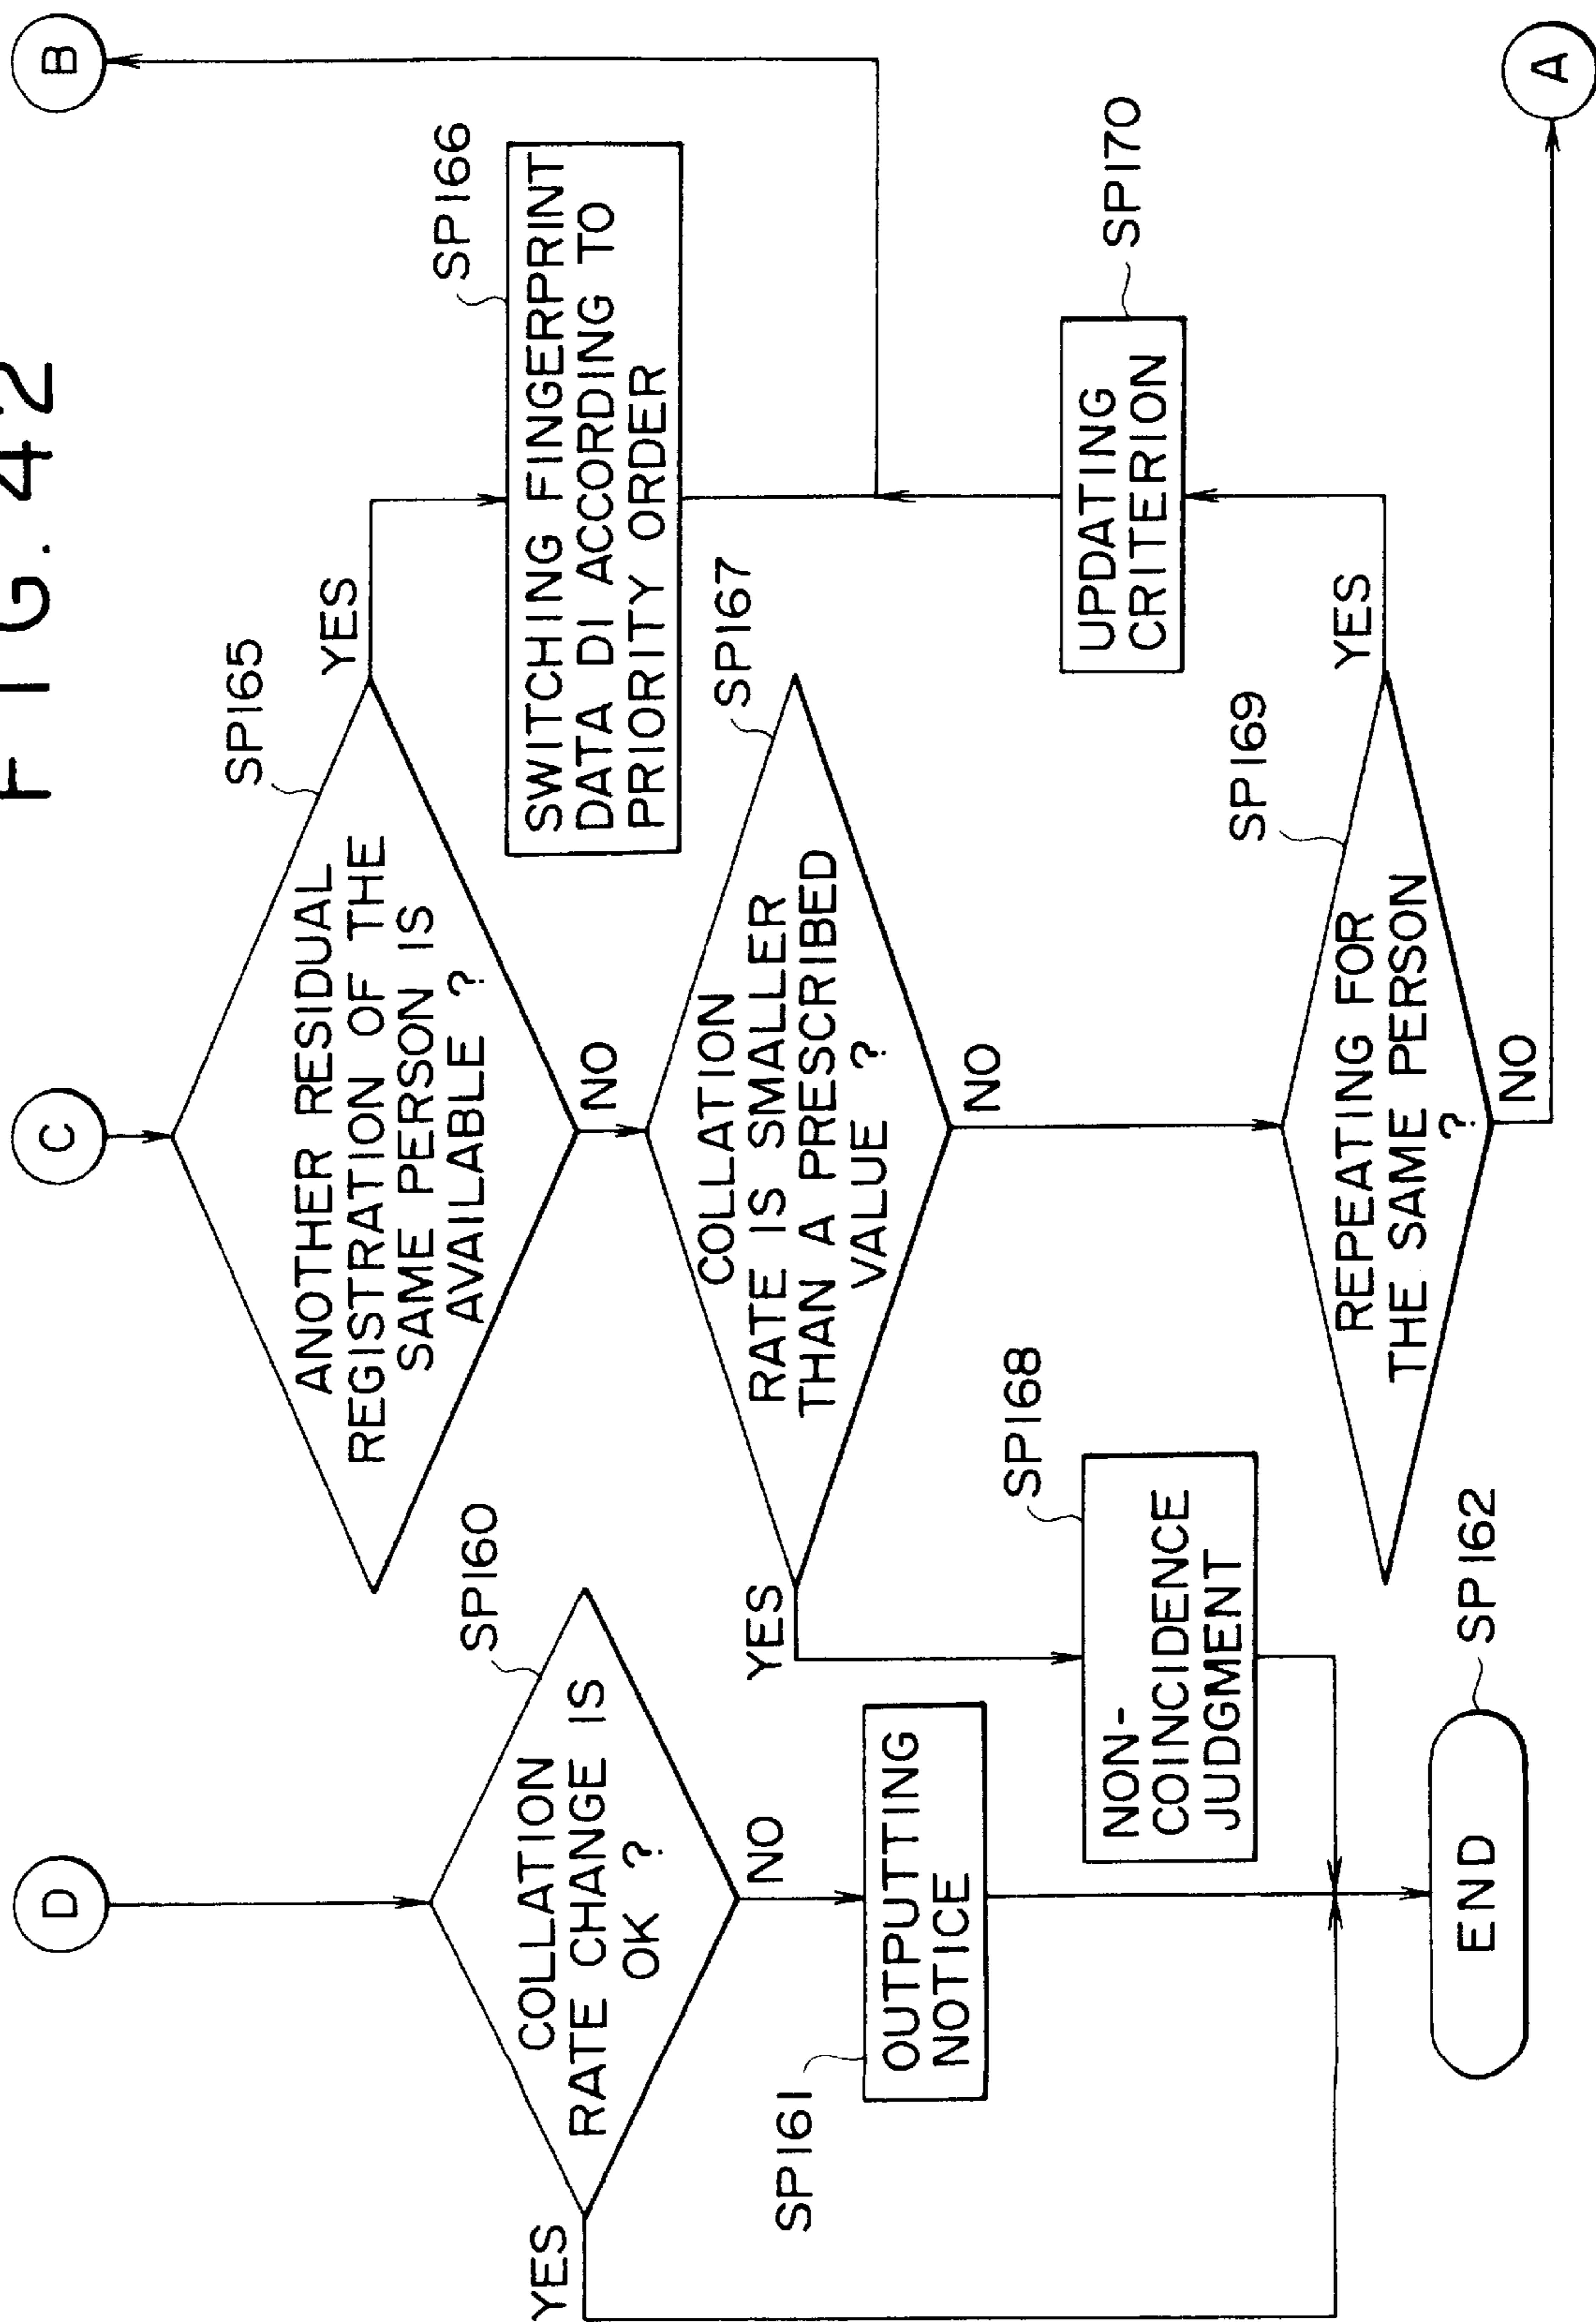 FIG. 42
D
C
B
COLLATION
RATE CHANGE IS
OK ?
SP160
YES
NO
OUTPUTTING
NOTICE
SP161
ANOTHER RESIDUAL
REGISTRATION OF THE
SAME PERSON IS
AVAILABLE ?
SP165
YES
NO
SWITCHING FINGERPRINT
DATA DI ACCORDING TO
PRIORITY ORDER
SP166
COLLATION
RATE IS SMALLER
THAN A PRESCRIBED
VALUE ?
SP167
YES
NO
NON-
COINCIDENCE
JUDGMENT
SP168
REPEATING FOR
THE SAME PERSON
?
SP169
YES
NO
UPDATING
CRITERION
SP170
END
SP162
A